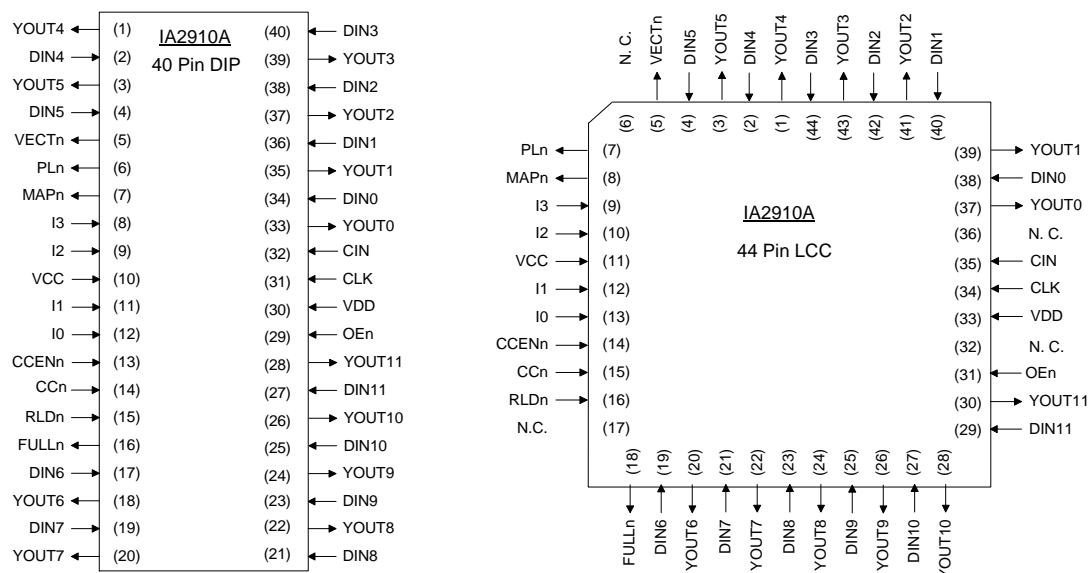 IA2910A
40 Pin DIP
YOUT4 (1) (40) DIN3
DIN4 (2) (39) YOUT3
YOUT5 (3) (38) DIN2
DIN5 (4) (37) YOUT2
VECTn (5) (36) DIN1
PLn (6) (35) YOUT1
MAPn (7) (34) DIN0
I3 (8) (33) YOUT0
I2 (9) (32) CIN
VCC (10) (31) CLK
I1 (11) (30) VDD
I0 (12) (29) OEn
CCENn (13) (28) YOUT11
CCn (14) (27) DIN11
RLDn (15) (26) YOUT10
FULLn (16) (25) DIN10
DIN6 (17) (24) YOUT9
YOUT6 (18) (23) DIN9
DIN7 (19) (22) YOUT8
YOUT7 (20) (21) DIN8
N. C. VECTn DIN5 YOUT5 DIN4 YOUT4 DIN3 YOUT3 DIN2 YOUT2 DIN1
(6) (5) (4) (3) (2) (1) (44) (43) (42) (41) (40)
PLn (7) (39) YOUT1
MAPn (8) (38) DIN0
I3 (9) (37) YOUT0
I2 (10) (36) N. C.
VCC (11) (35) CIN
I1 (12) (34) CLK
I0 (13) (33) VDD
CCENn (14) (32) N. C.
CCn (15) (31) OEn
RLDn (16) (30) YOUT11
N.C. (17) (29) DIN11
IA2910A
44 Pin LCC
(18) (19) (20) (21) (22) (23) (24) (25) (26) (27) (28)
FULLn DIN6 YOUT6 DIN7 YOUT7 DIN8 YOUT8 DIN9 YOUT9 DIN10 YOUT10